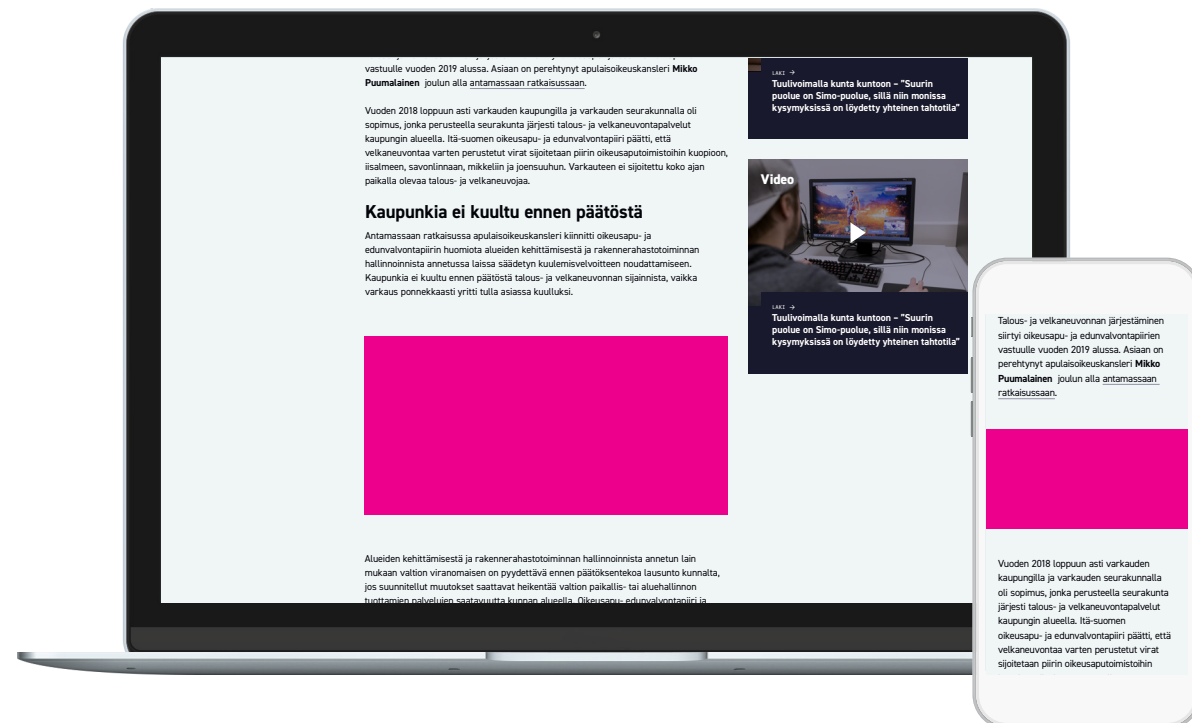 vastuulle vuoden 2019 alussa. Asiaan on perehtynyt apulaisoikeuskansleri Mikko
Puumalainen joulun alla antamassaan ratkaisussaan.
Vuoden 2018 loppuun asti varkauden kaupungilla ja varkauden seurakunnalla oli
sopimus, jonka perusteella seurakunta järjesti talous- ja velkaneuvontapalvelut
kaupungin alueella. Itä-suomen oikeusapu- ja edunvalvontapiiri päätti, että
velkaneuvontaa varten perustetut virat sijoitetaan piirin oikeusaputoimistoihin kuopioon,
iisalmeen, savonlinnaan, mikkeliin ja joensuuhun. Varkauteen ei sijoitettu koko ajan
paikalla olevaa talous- ja velkaneuvojaa.
Kaupunkia ei kuultu ennen päätöstä
Antamassaan ratkaisussa apulaisoikeuskansleri kiinnitti oikeusapu- ja
edunvalvontapiirin huomiota alueiden kehittämisestä ja rakennerahastotoiminnan
hallinnoinnista annetussa laissa säädetyn kuulemisvelvoitteen noudattamiseen.
Kaupunkia ei kuultu ennen päätöstä talous- ja velkaneuvonnan sijainnista, vaikka
varkaus ponnekkaasti yritti tulla asiassa kuulluksi.
Alueiden kehittämisestä ja rakennerahastotoiminnan hallinnoinnista annetun lain
mukaan valtion viranomaisen on pyydettävä ennen päätöksentekoa lausunto kunnalta,
jos suunnitellut muutokset saattavat heikentää valtion paikallis- tai aluehallinnon
tuottamien palvelujen saatavuutta kunnan alueella. Oikeusapu- edunvalvontapiiri ja
LAKI →
Tuulivoimalla kunta kuntoon – ”Suurin
puolue on Simo-puolue, sillä niin monissa
kysymyksissä on löydetty yhteinen tahtotila”
Video
LAKI →
Tuulivoimalla kunta kuntoon – ”Suurin
puolue on Simo-puolue, sillä niin monissa
kysymyksissä on löydetty yhteinen tahtotila”
Talous- ja velkaneuvonnan järjestäminen
siirtyi oikeusapu- ja edunvalvontapiirien
vastuulle vuoden 2019 alussa. Asiaan on
perehtynyt apulaisoikeuskansleri Mikko
Puumalainen joulun alla antamassaan
ratkaisussaan.
Vuoden 2018 loppuun asti varkauden
kaupungilla ja varkauden seurakunnalla
oli sopimus, jonka perusteella seurakunta
järjesti talous- ja velkaneuvontapalvelut
kaupungin alueella. Itä-suomen
oikeusapu- ja edunvalvontapiiri päätti, että
velkaneuvontaa varten perustetut virat
sijoitetaan piirin oikeusaputoimistoihin